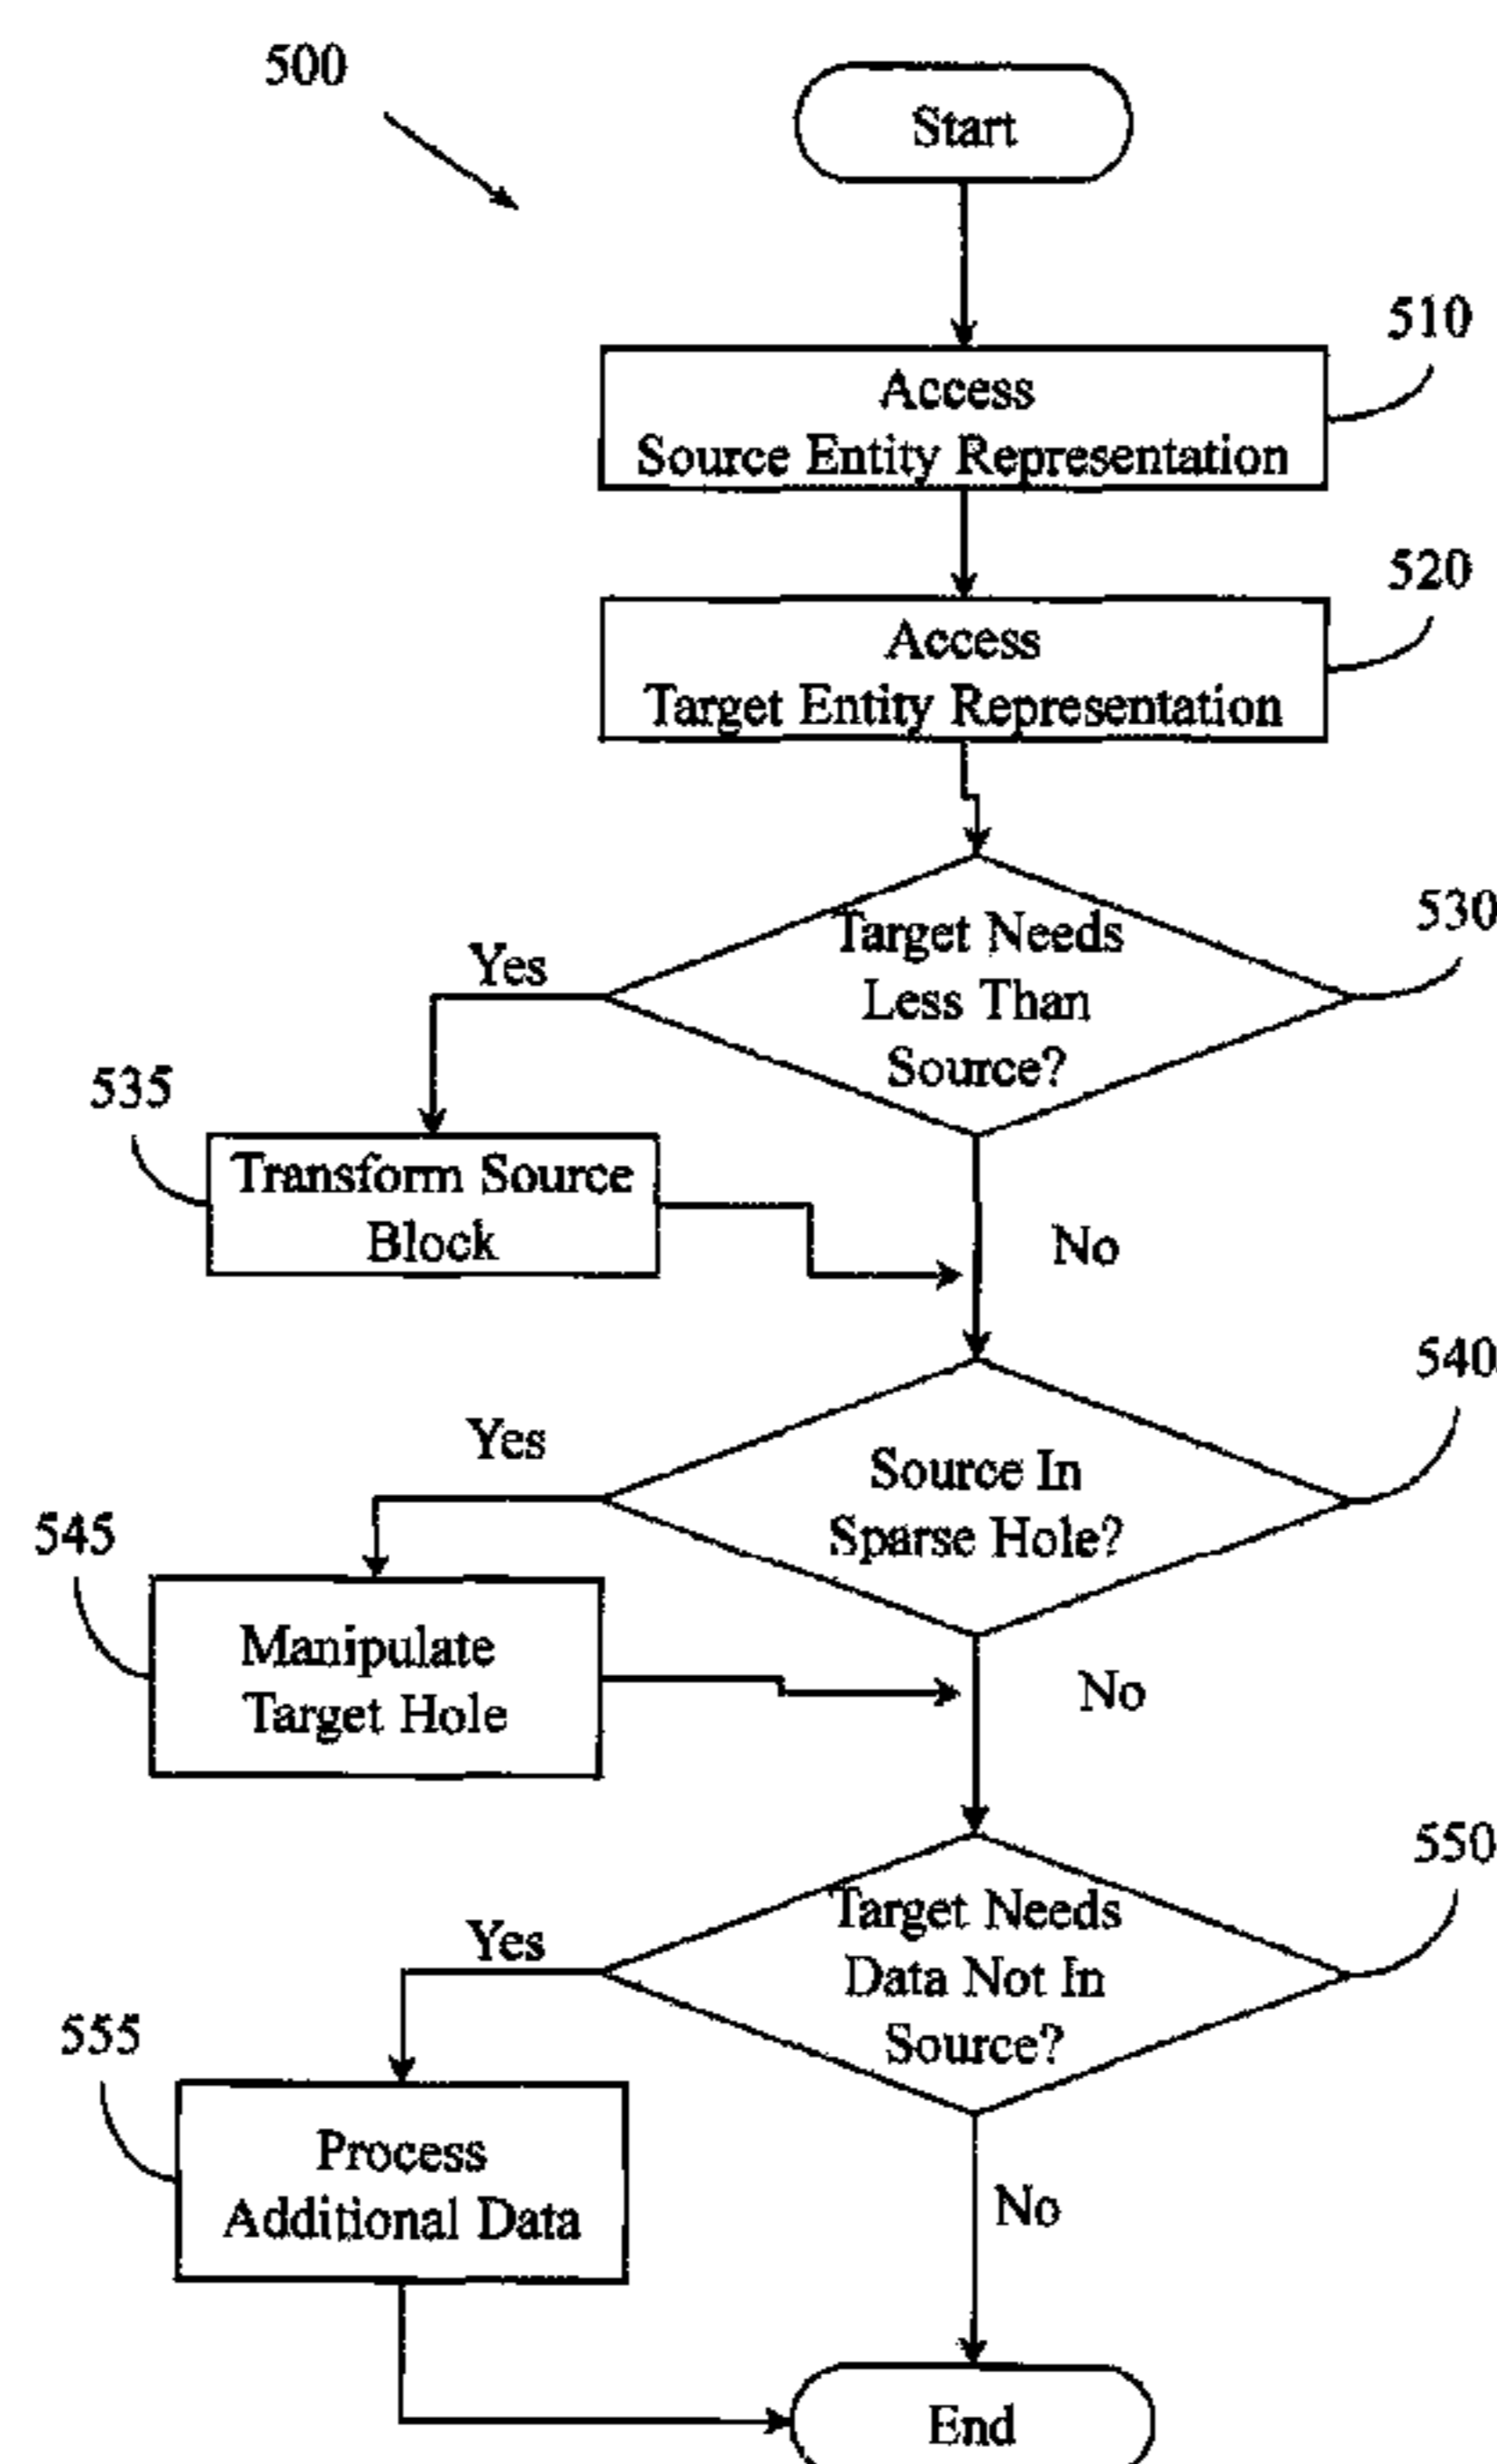 500
Start
510
Access
Source Entity Representation
520
Access
Target Entity Representation
530
Target Needs
Less Than
Source?
Yes
535
Transform Source
Block
No
540
Source In
Sparse Hole?
Yes
545
Manipulate
Target Hole
No
550
Target Needs
Data Not In
Source?
Yes
555
Process
Additional Data
No
End